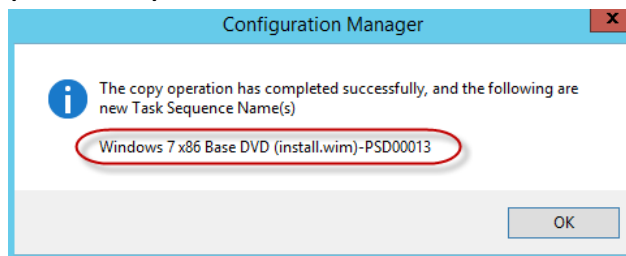 Configuration Manager
x
The copy operation has completed successfully, and the following are
new Task Sequence Name(s)
Windows 7 x86 Base DVD (install.wim)-PSD00013
OK